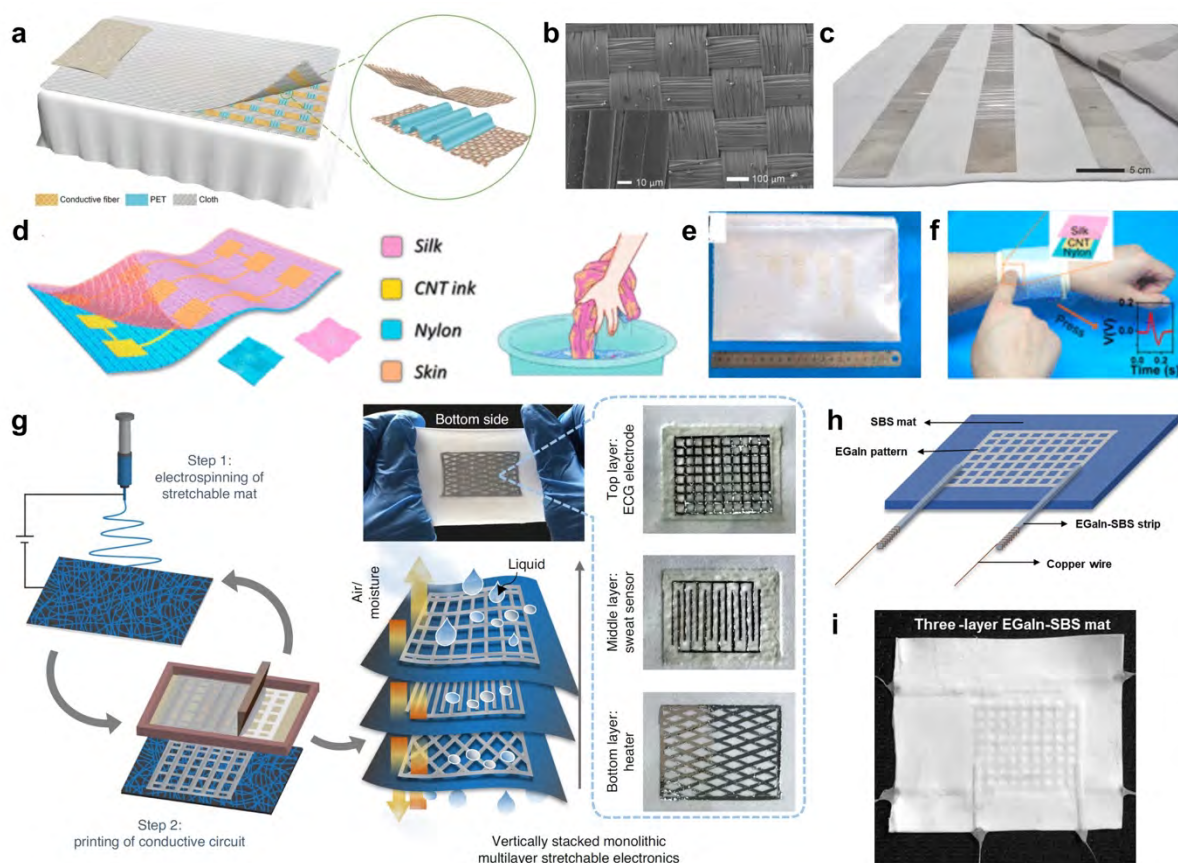 a
Conductive fiber
PET
Cloth
b
10 µm
100 µm
c
5 cm
d
Silk
CNT ink
Nylon
Skin
e
f
Silk
CNT
Nylon
Press
V(V)
0.2
0.0
0.0 0.2
Time (s)
g
Step 1:
electrospinning of
stretchable mat
Step 2:
printing of
conductive circuit
Bottom side
Air/
moisture
Liquid
Vertically stacked monolithic
multilayer stretchable electronics
Top layer:
ECG electrode
Middle layer:
sweat sensor
Bottom layer:
heater
h
SBS mat
EGaIn pattern
EGaIn-SBS strip
Copper wire
i
Three -layer EGaIn-SBS mat